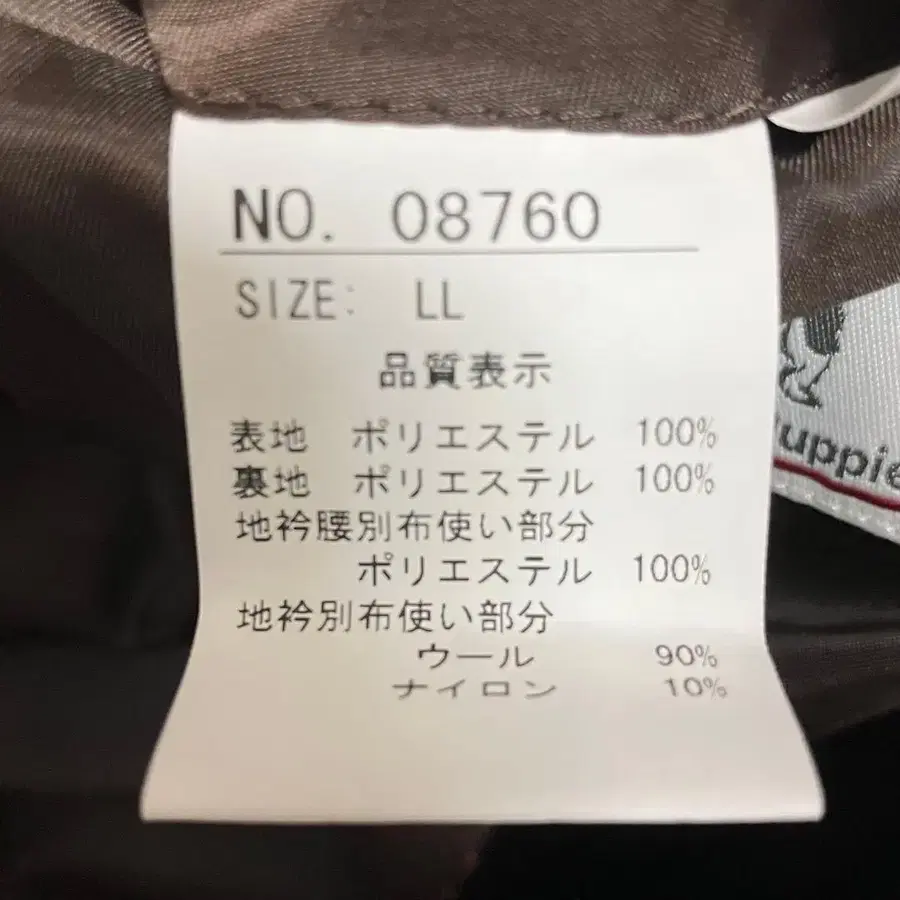 NO. 08760
SIZE: LL
品質表示
表地 ポリエステル 100%
裏地 ポリエステル 100%
地衿腰別布使い部分
ポリエステル 100%
地衿別布使い部分
ウール 90%
ナイロン 10%
uppie